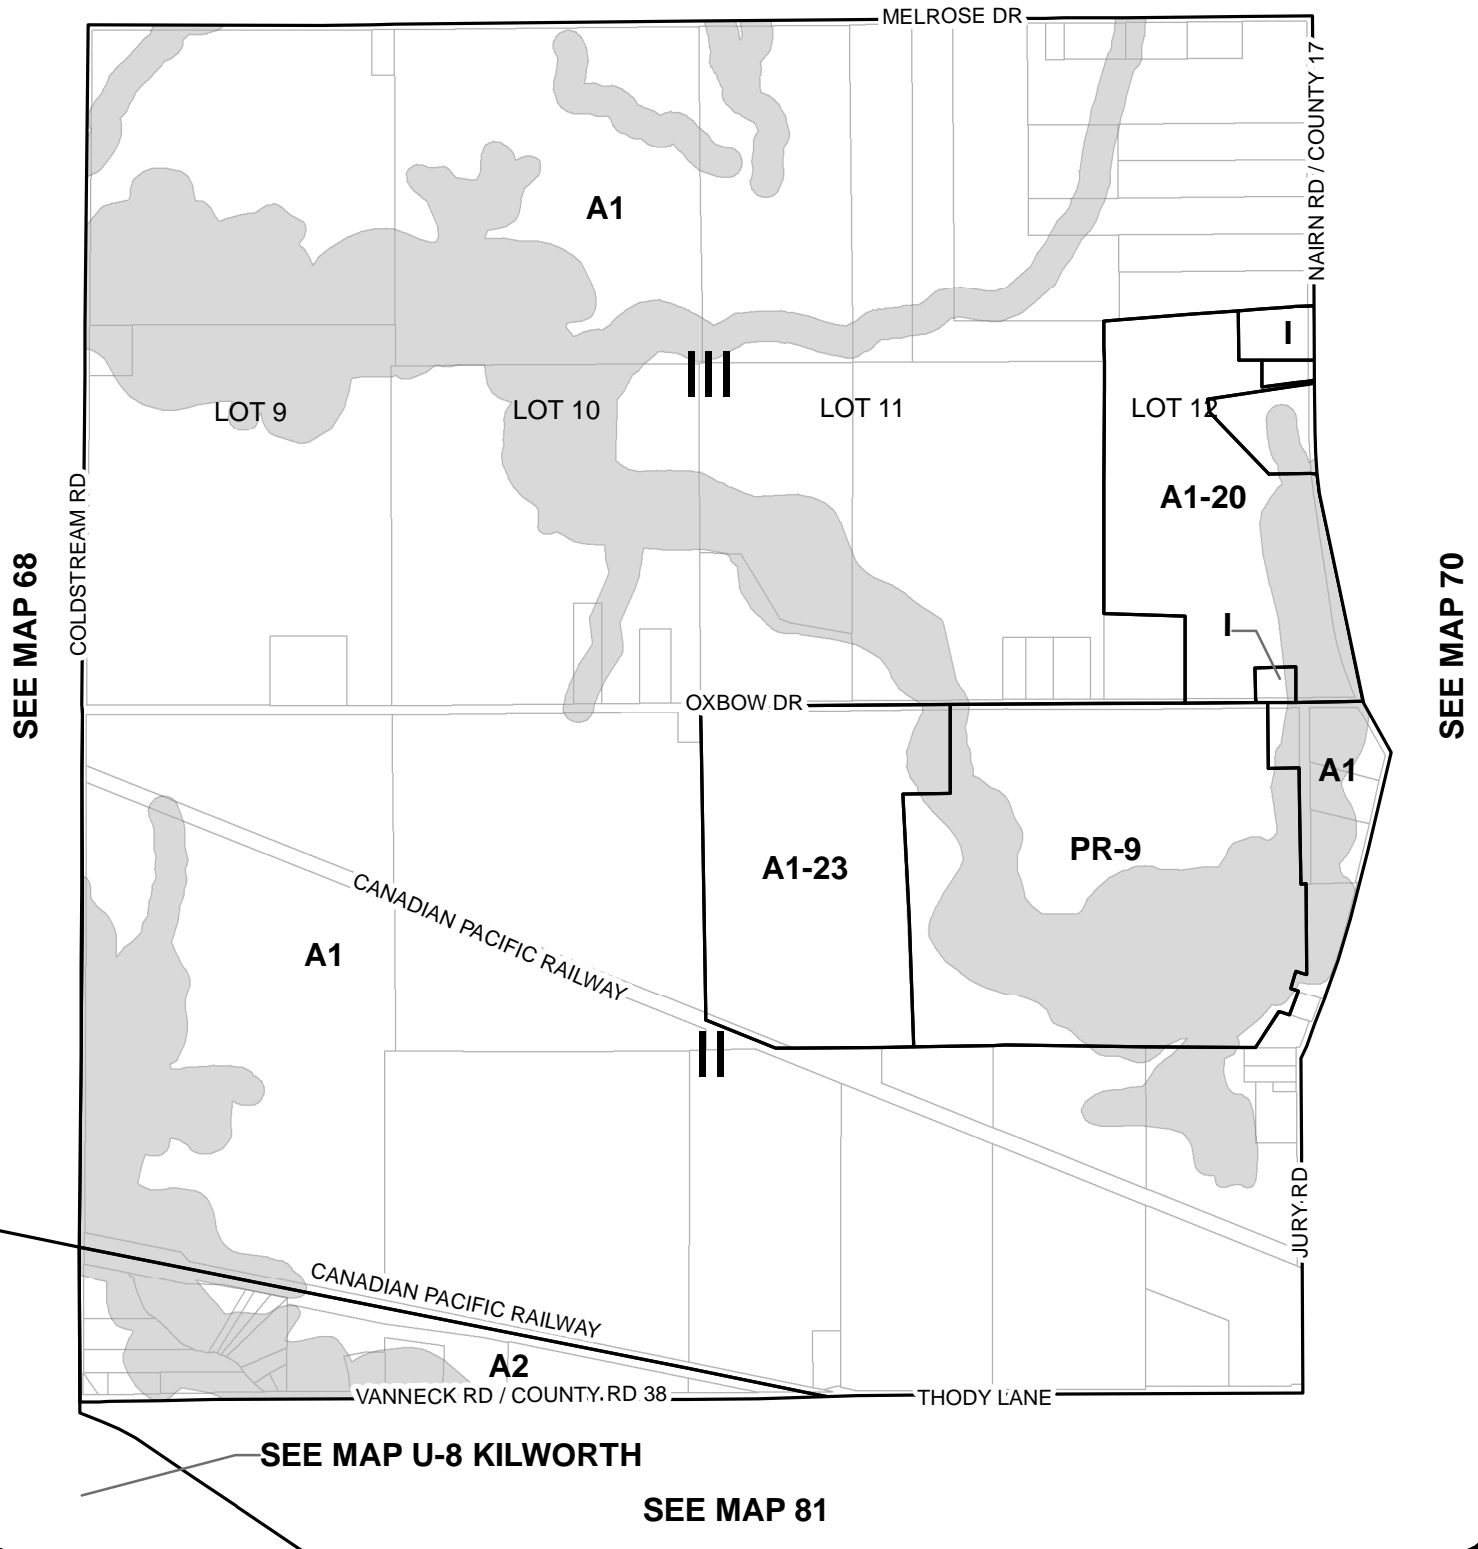 MELROSE DR
NAIRN RD / COUNTY 17
A1
I
III
LOT 9
LOT 10
LOT 11
LOT 12
A1-20
SEE MAP 68
COLDSTREAM RD
SEE MAP 70
I
OXBOW DR
A1
PR-9
A1-23
CANADIAN PACIFIC RAILWAY
A1
II
JURY RD
CANADIAN PACIFIC RAILWAY
A2
VANNECK RD / COUNTY RD 38
THODY LANE
SEE MAP U-8 KILWORTH
SEE MAP 81